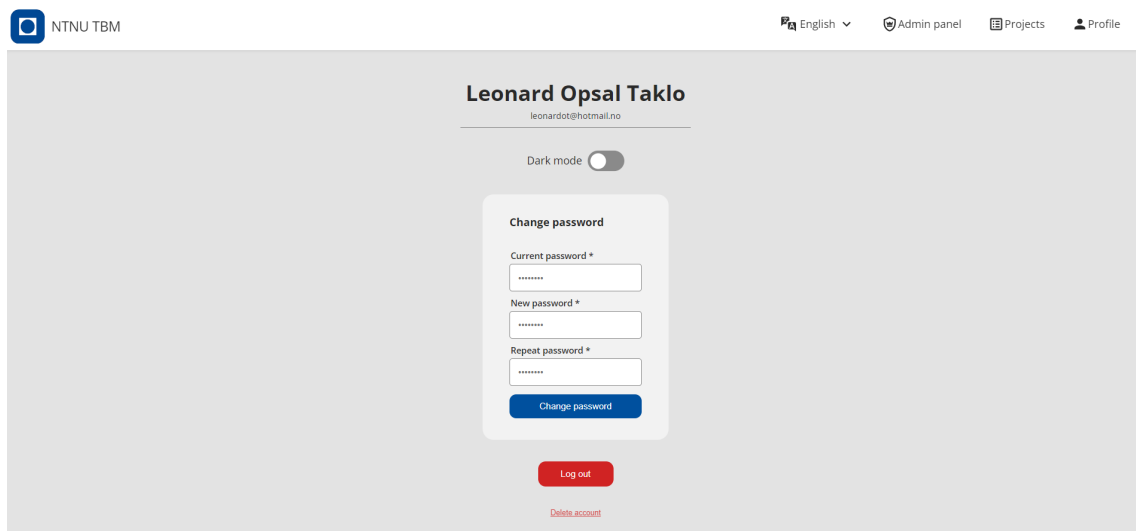 NTNU TBM
English
Admin panel
Projects
Profile
Leonard Opsal Taklo
leonardot@hotmail.no
Dark mode
Change password
Current password *
••••••••
New password *
••••••••
Repeat password *
••••••••
Change password
Log out
Delete account